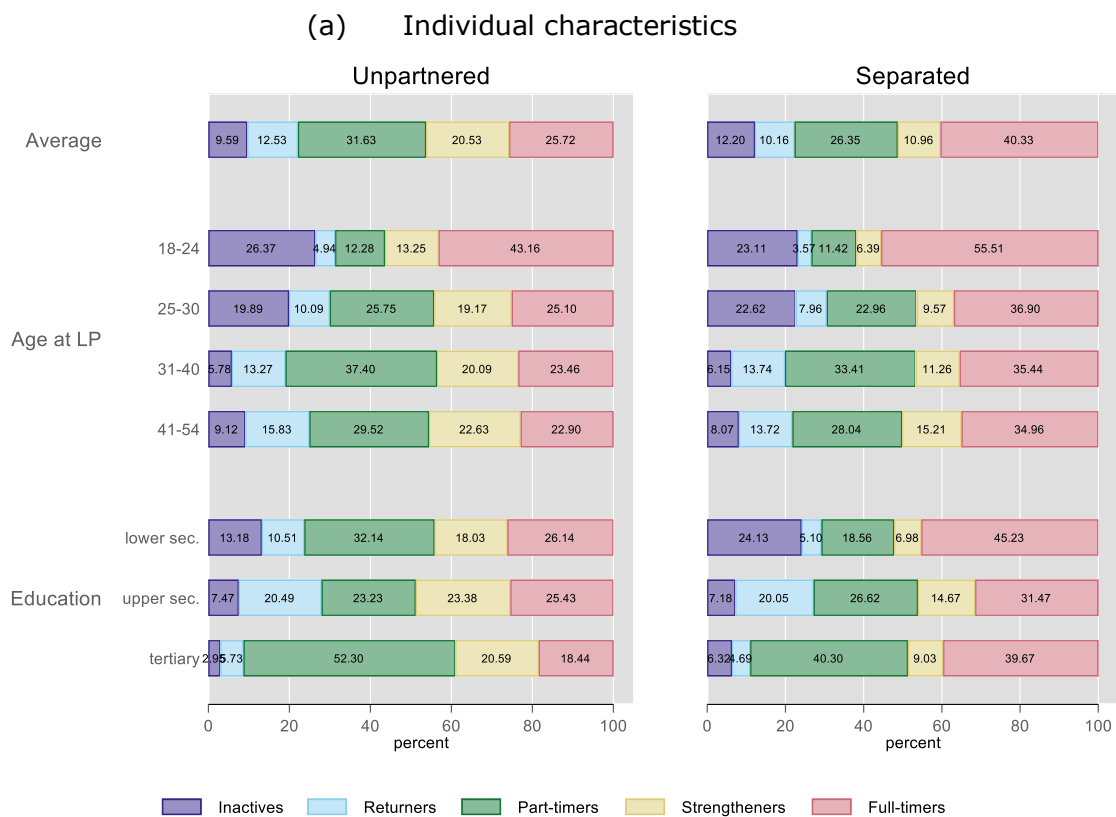 (a) Individual characteristics
Unpartnered Separated
Average 9.59 12.53 31.63 20.53 25.72 12.20 10.16 26.35 10.96 40.33
18-24 26.37 4.94 12.28 13.25 43.16 23.11 3.57 11.42 6.39 55.51
25-30 19.89 10.09 25.75 19.17 25.10 22.62 7.96 22.96 9.57 36.90
Age at LP
31-40 5.78 13.27 37.40 20.09 23.46 6.15 13.74 33.41 11.26 35.44
41-54 9.12 15.83 29.52 22.63 22.90 8.07 13.72 28.04 15.21 34.96
lower sec. 13.18 10.51 32.14 18.03 26.14 24.13 5.10 18.56 6.98 45.23
Education upper sec. 7.47 20.49 23.23 23.38 25.43 7.18 20.05 26.62 14.67 31.47
tertiary 2.95 5.73 52.30 20.59 18.44 6.32 4.69 40.30 9.03 39.67
0 20 40 60 80 100 0 20 40 60 80 100
percent percent
Inactives Returners Part-timers Strengtheners Full-timers